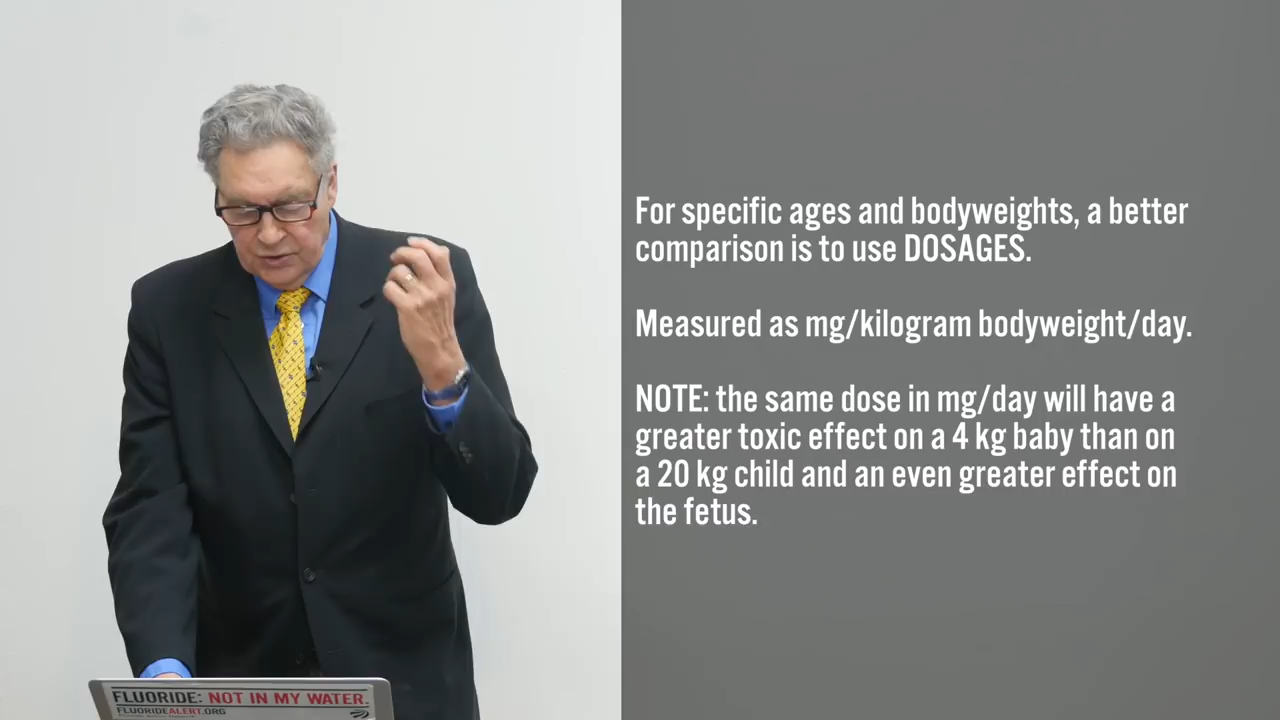 For specific ages and bodyweights, a better
comparison is to use DOSAGES.
Measured as mg/kilogram bodyweight/day.
NOTE: the same dose in mg/day will have a
greater toxic effect on a 4 kg baby than on
a 20 kg child and an even greater effect on
the fetus.
FLUORIDE: NOT IN MY WATER.
FLUORIDEALERT.ORG